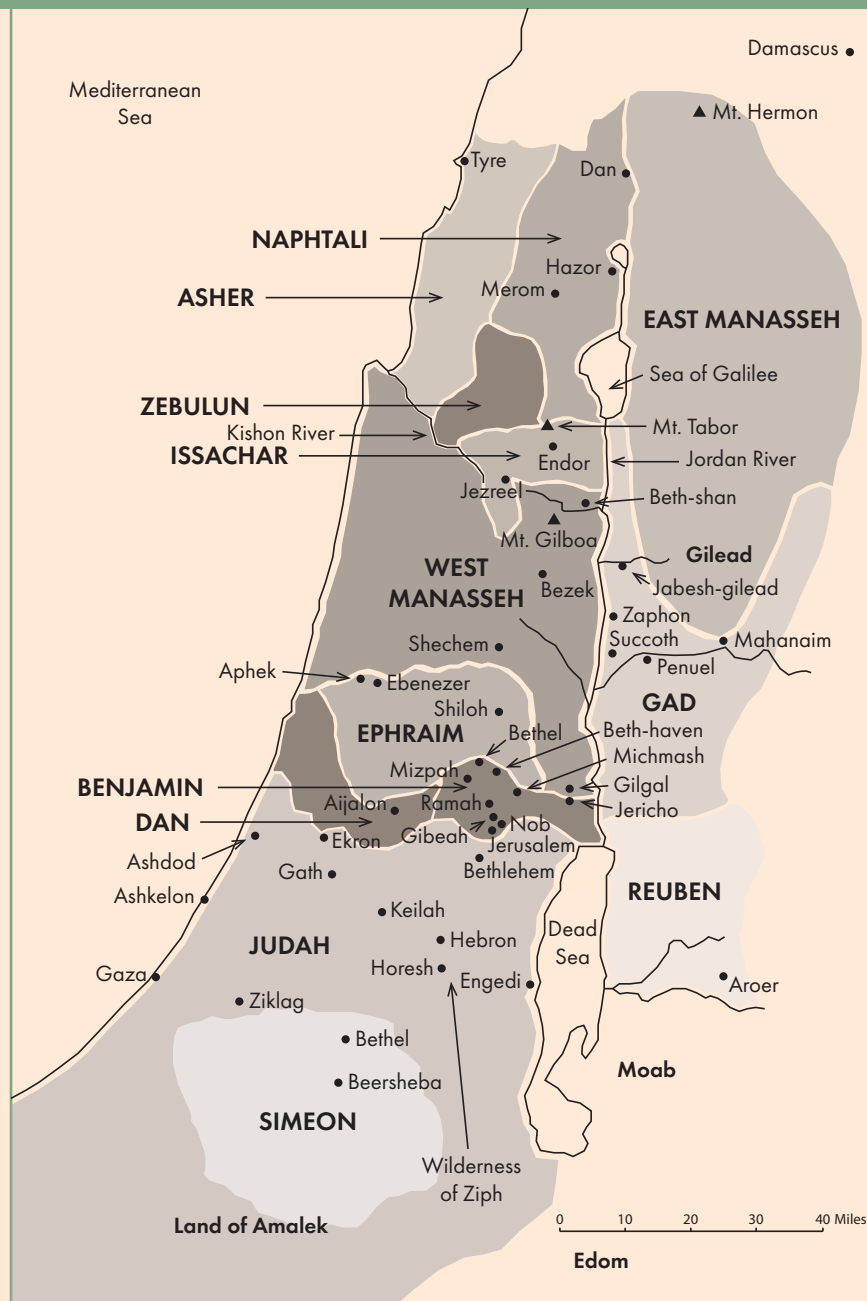 Damascus
Mediterranean
Sea
Mt. Hermon
Tyre
Dan
NAPHTALI
Hazor
Merom
ASHER
EAST MANASSEH
Sea of Galilee
ZEBULUN
Kishon River
Mt. Tabor
ISSACHAR
Endor
Jordan River
Jezreel
Beth-shan
Mt. Gilboa
Gilead
WEST
MANASSEH
Bezek
Jabesh-gilead
Zaphon
Succoth
Mahanaim
Shechem
Penuel
Aphek
Ebenezer
GAD
Shiloh
EPHRAIM
Bethel
Beth-haven
Michmash
Mizpah
BENJAMIN
Gilgal
Aijalon
Ramah
Jericho
DAN
Ekron
Gibeah
Nob
Jerusalem
Ashdod
Gath
Bethlehem
Ashkelon
REUBEN
Keilah
JUDAH
Hebron
Dead
Sea
Horesh
Engedi
Gaza
Aroer
Ziklag
Bethel
Moab
Beersheba
SIMEON
Wilderness
of Ziph
Land of Amalek
0 10 20 30 40 Miles
Edom